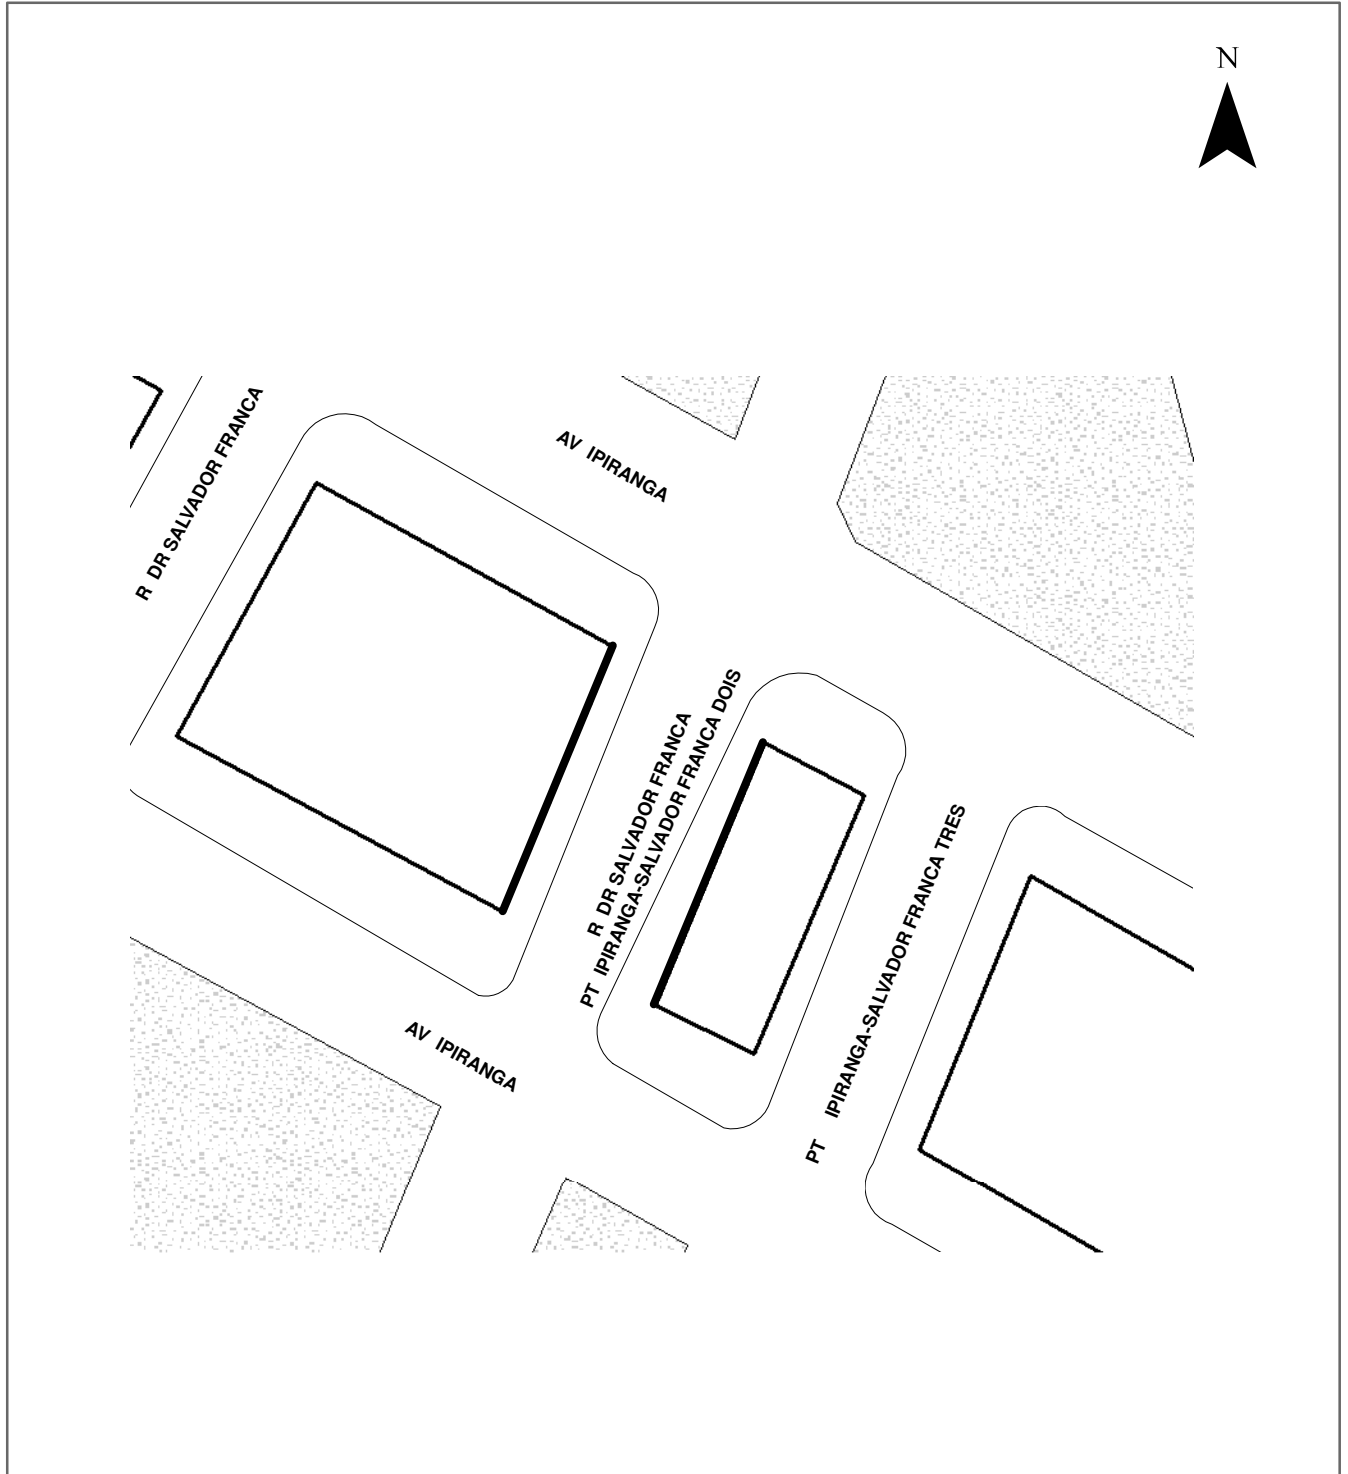 N
R DR SALVADOR FRANCA
AV IPIRANGA
R DR SALVADOR FRANCA
PT IPIRANGA-SALVADOR FRANCA DOIS
PT IPIRANGA-SALVADOR FRANCA TRES
AV IPIRANGA